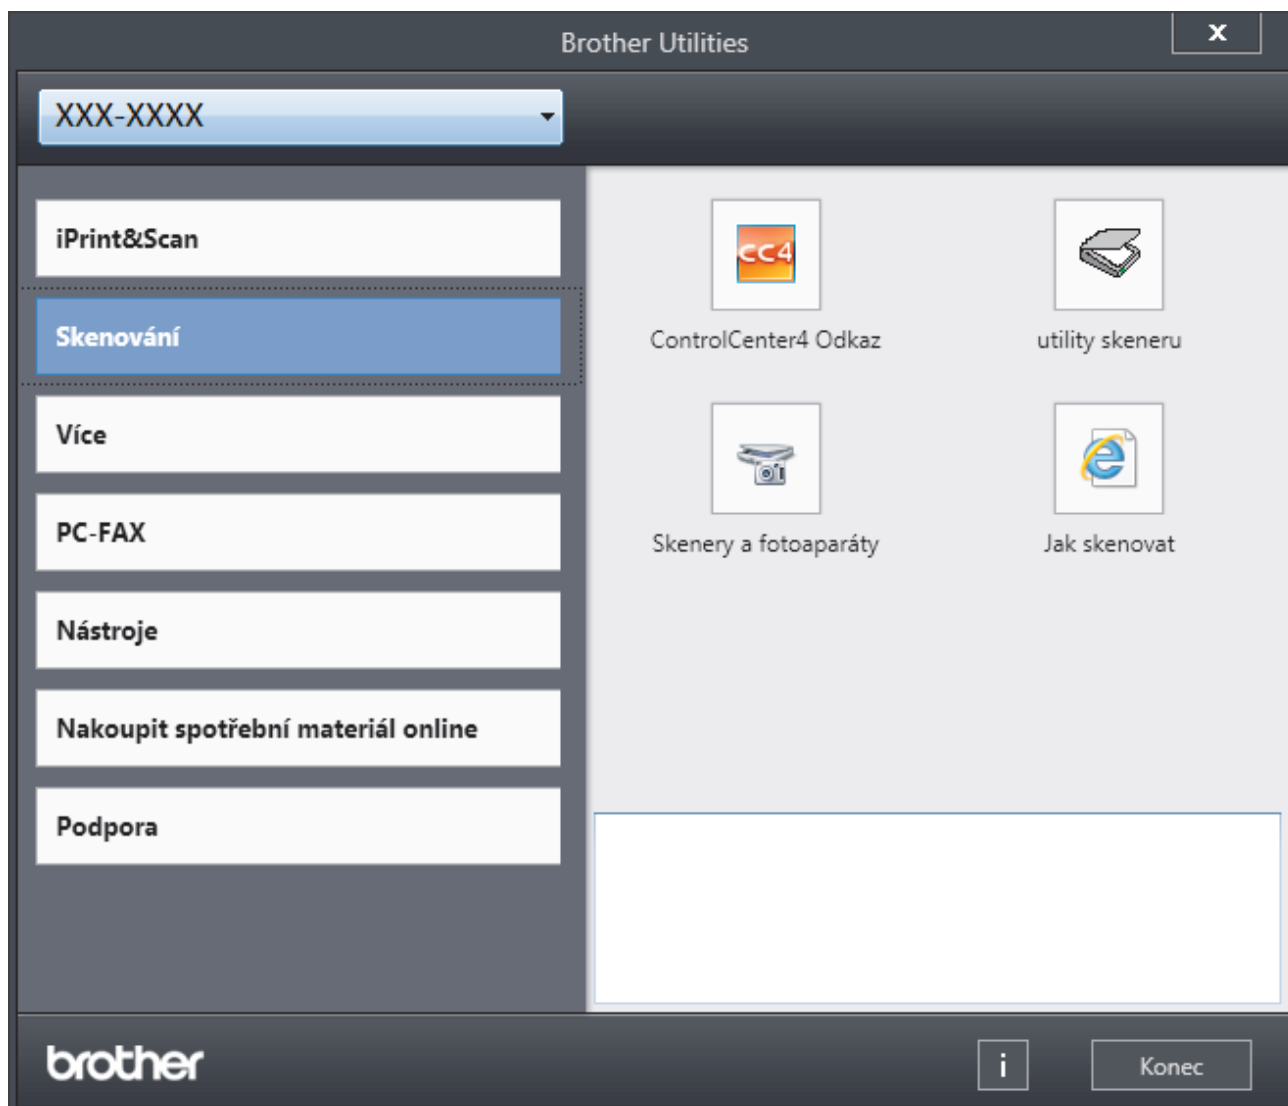 Brother Utilities
x
XXX-XXXX
iPrint&Scan
Skenování
Více
PC-FAX
Nástroje
Nakoupit spotřební materiál online
Podpora
CC4
ControlCenter4 Odkaz
utility skeneru
Skenery a fotoaparáty
Jak skenovat
brother
i
Konec